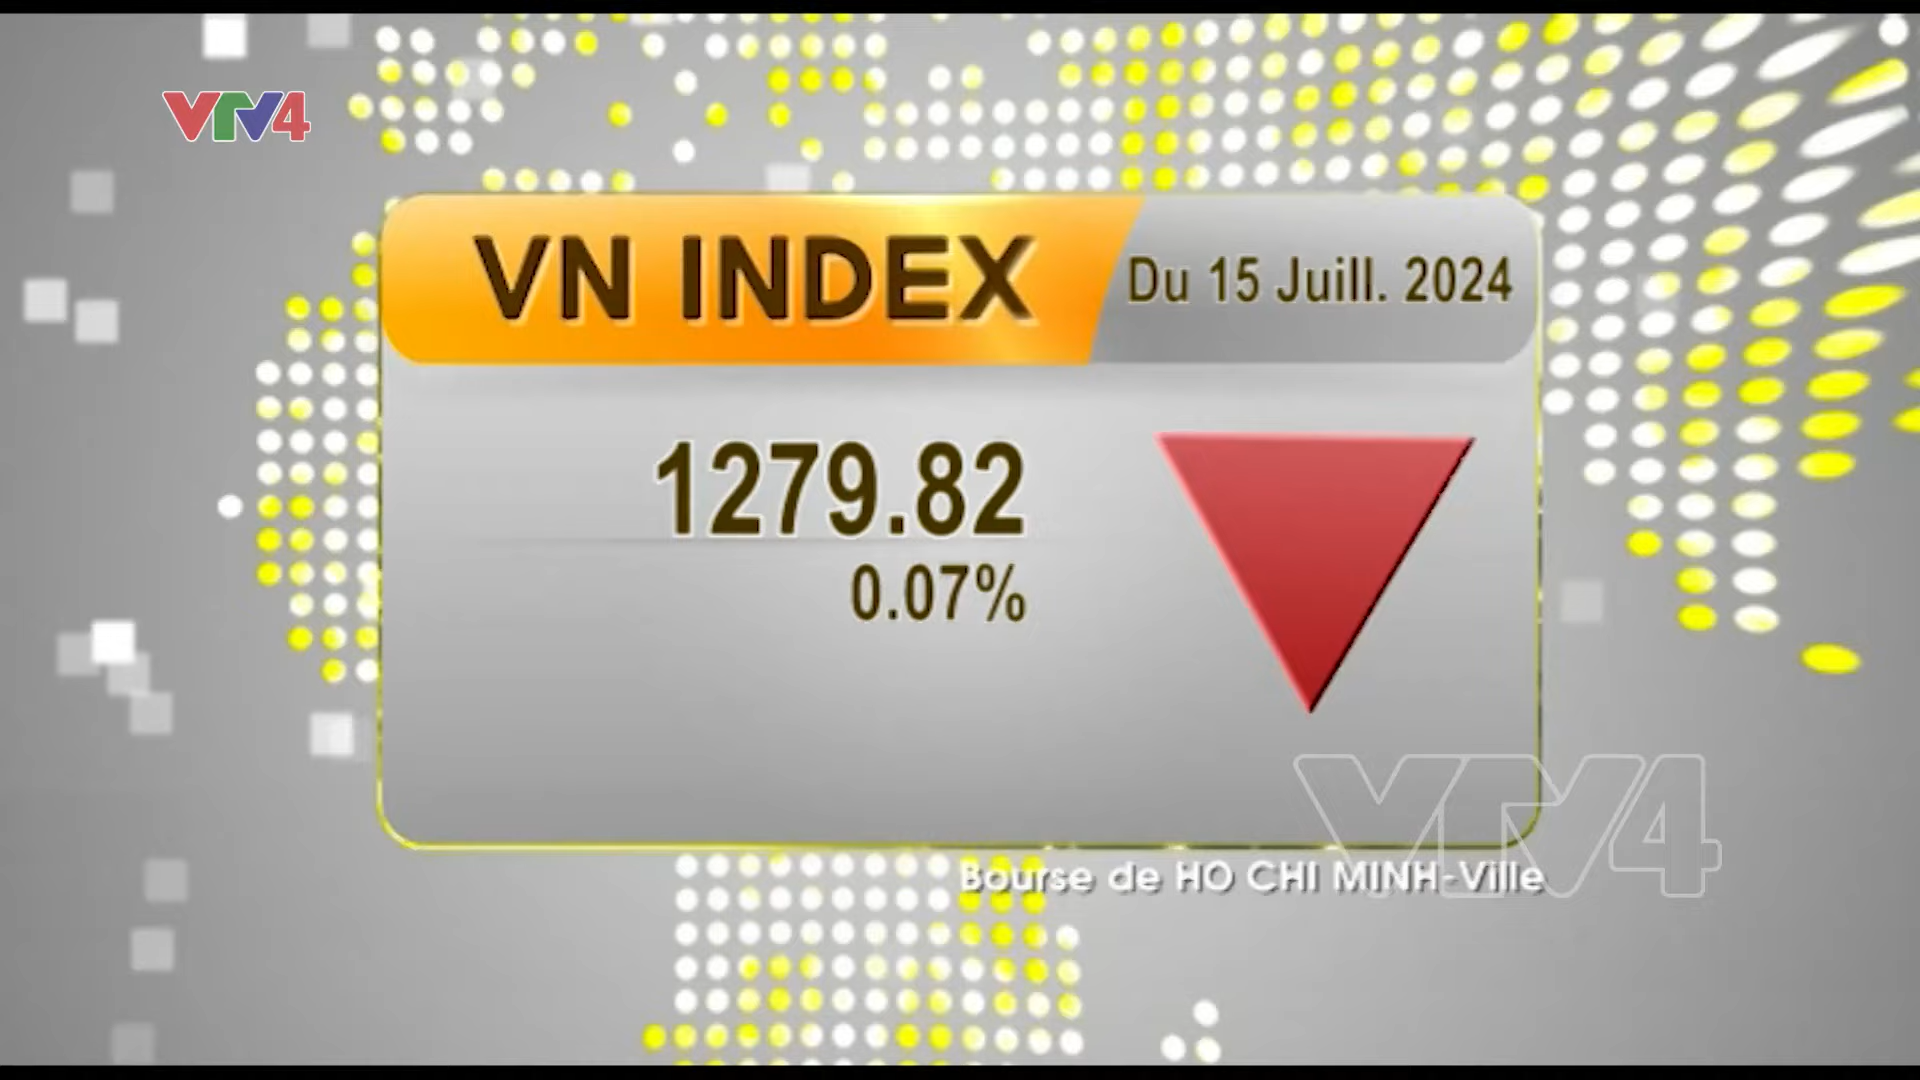 VTV4
VN INDEX
Du 15 Juill. 2024
1279.82
0.07%
VTV4
Bourse de HO CHI MINH-Ville